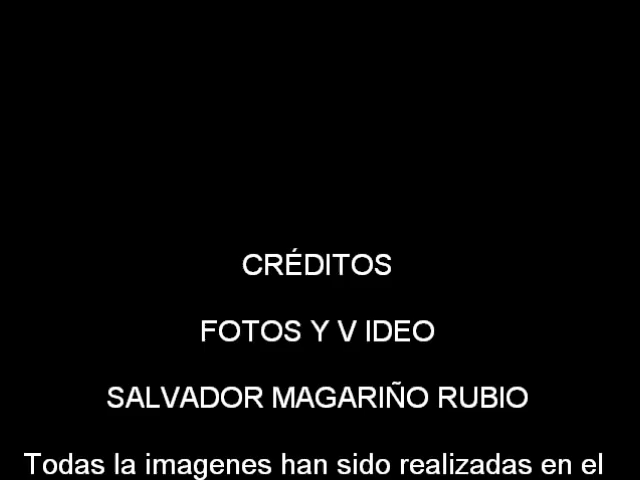 CRÉDITOS
FOTOS Y V IDEO
SALVADOR MAGARIÑO RUBIO
Todas la imagenes han sido realizadas en el